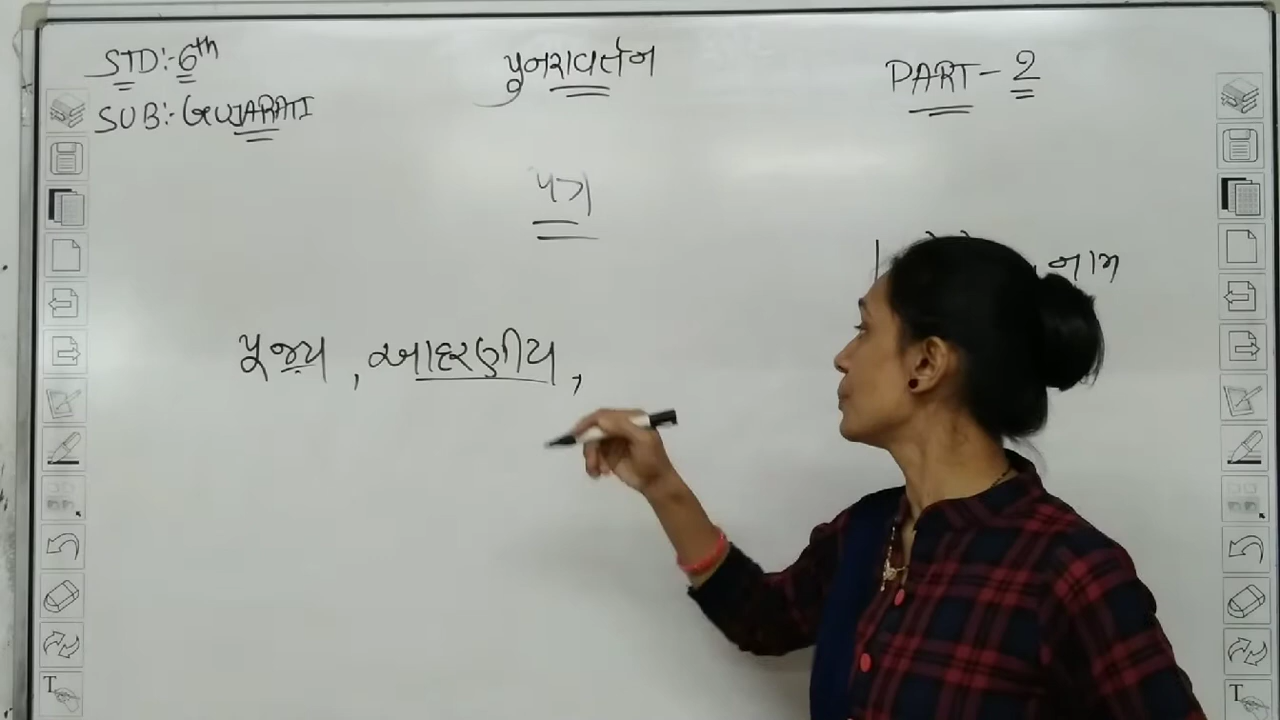 STD:- 6th
પુનરાવર્તન
PART - 2
SUB:- GUJARATI
પત્ર
નામ
પૂજ્ય , આદરણીય ,